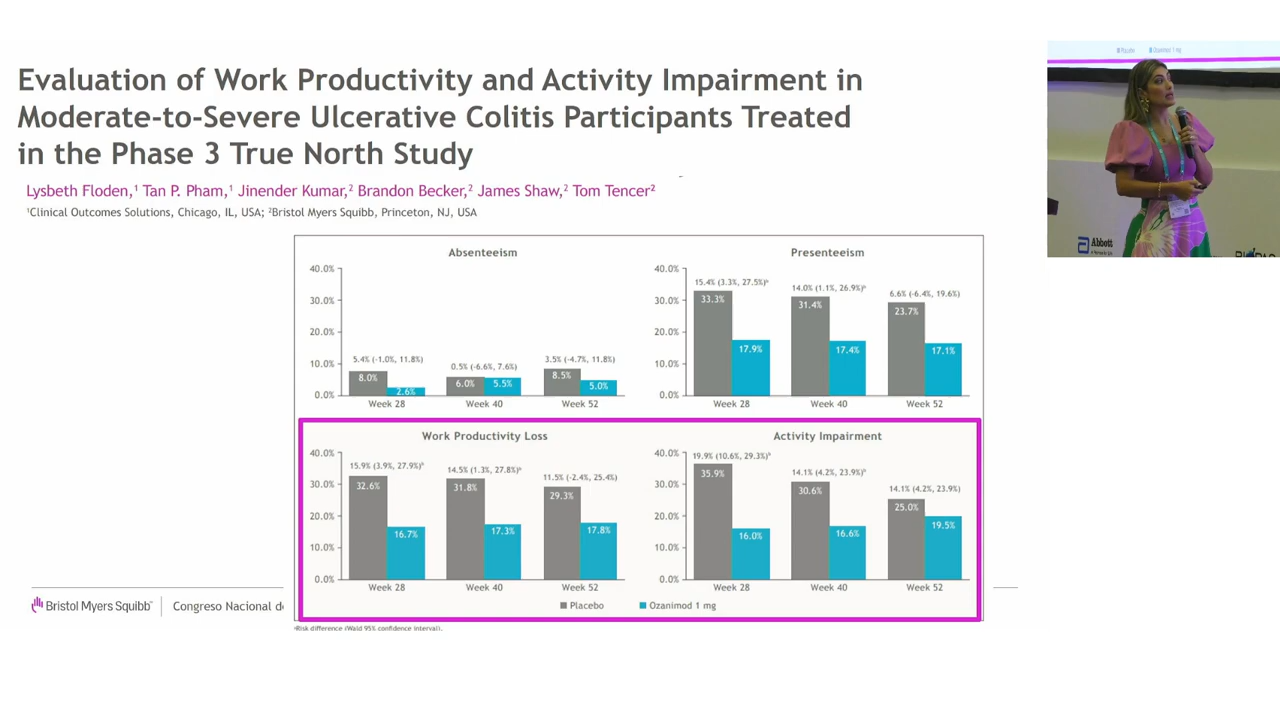 Evaluation of Work Productivity and Activity Impairment in
Moderate-to-Severe Ulcerative Colitis Participants Treated
in the Phase 3 True North Study
Lysbeth Floden,¹ Tan P. Pham,¹ Jinender Kumar,² Brandon Becker,² James Shaw,² Tom Tencer²
¹Clinical Outcomes Solutions, Chicago, IL, USA; ²Bristol Myers Squibb, Princeton, NJ, USA
Absenteeism
40.0%
30.0%
20.0%
10.0%
0.0%
5.4% (-1.0%, 11.8%)
0.5% (-6.6%, 7.6%)
3.5% (-4.7%, 11.8%)
8.0%
2.6%
6.0%
5.5%
8.5%
5.0%
Week 28
Week 40
Week 52
Presenteeism
40.0%
30.0%
20.0%
10.0%
0.0%
15.4% (3.3%, 27.5%)ᵇ
14.0% (1.1%, 26.9%)ᵇ
6.6% (-6.4%, 19.6%)
33.3%
17.9%
31.4%
17.4%
23.7%
17.1%
Week 28
Week 40
Week 52
Work Productivity Loss
40.0%
30.0%
20.0%
10.0%
0.0%
15.9% (3.9%, 27.9%)ᵇ
14.5% (1.3%, 27.8%)ᵇ
11.5% (-2.4%, 25.4%)
32.6%
16.7%
31.8%
17.3%
29.3%
17.8%
Week 28
Week 40
Week 52
Activity Impairment
40.0%
30.0%
20.0%
10.0%
0.0%
19.9% (10.6%, 29.3%)ᵇ
14.1% (4.2%, 23.9%)ᵇ
14.1% (4.2%, 23.9%)
35.9%
16.0%
30.6%
16.6%
25.0%
19.5%
Week 28
Week 40
Week 52
Placebo
Ozanimod 1 mg
Bristol Myers Squibb™
Congreso Nacional de
Risk difference (Wald 95% confidence interval).
Placebo
Ozanimod 1 mg
Abbott